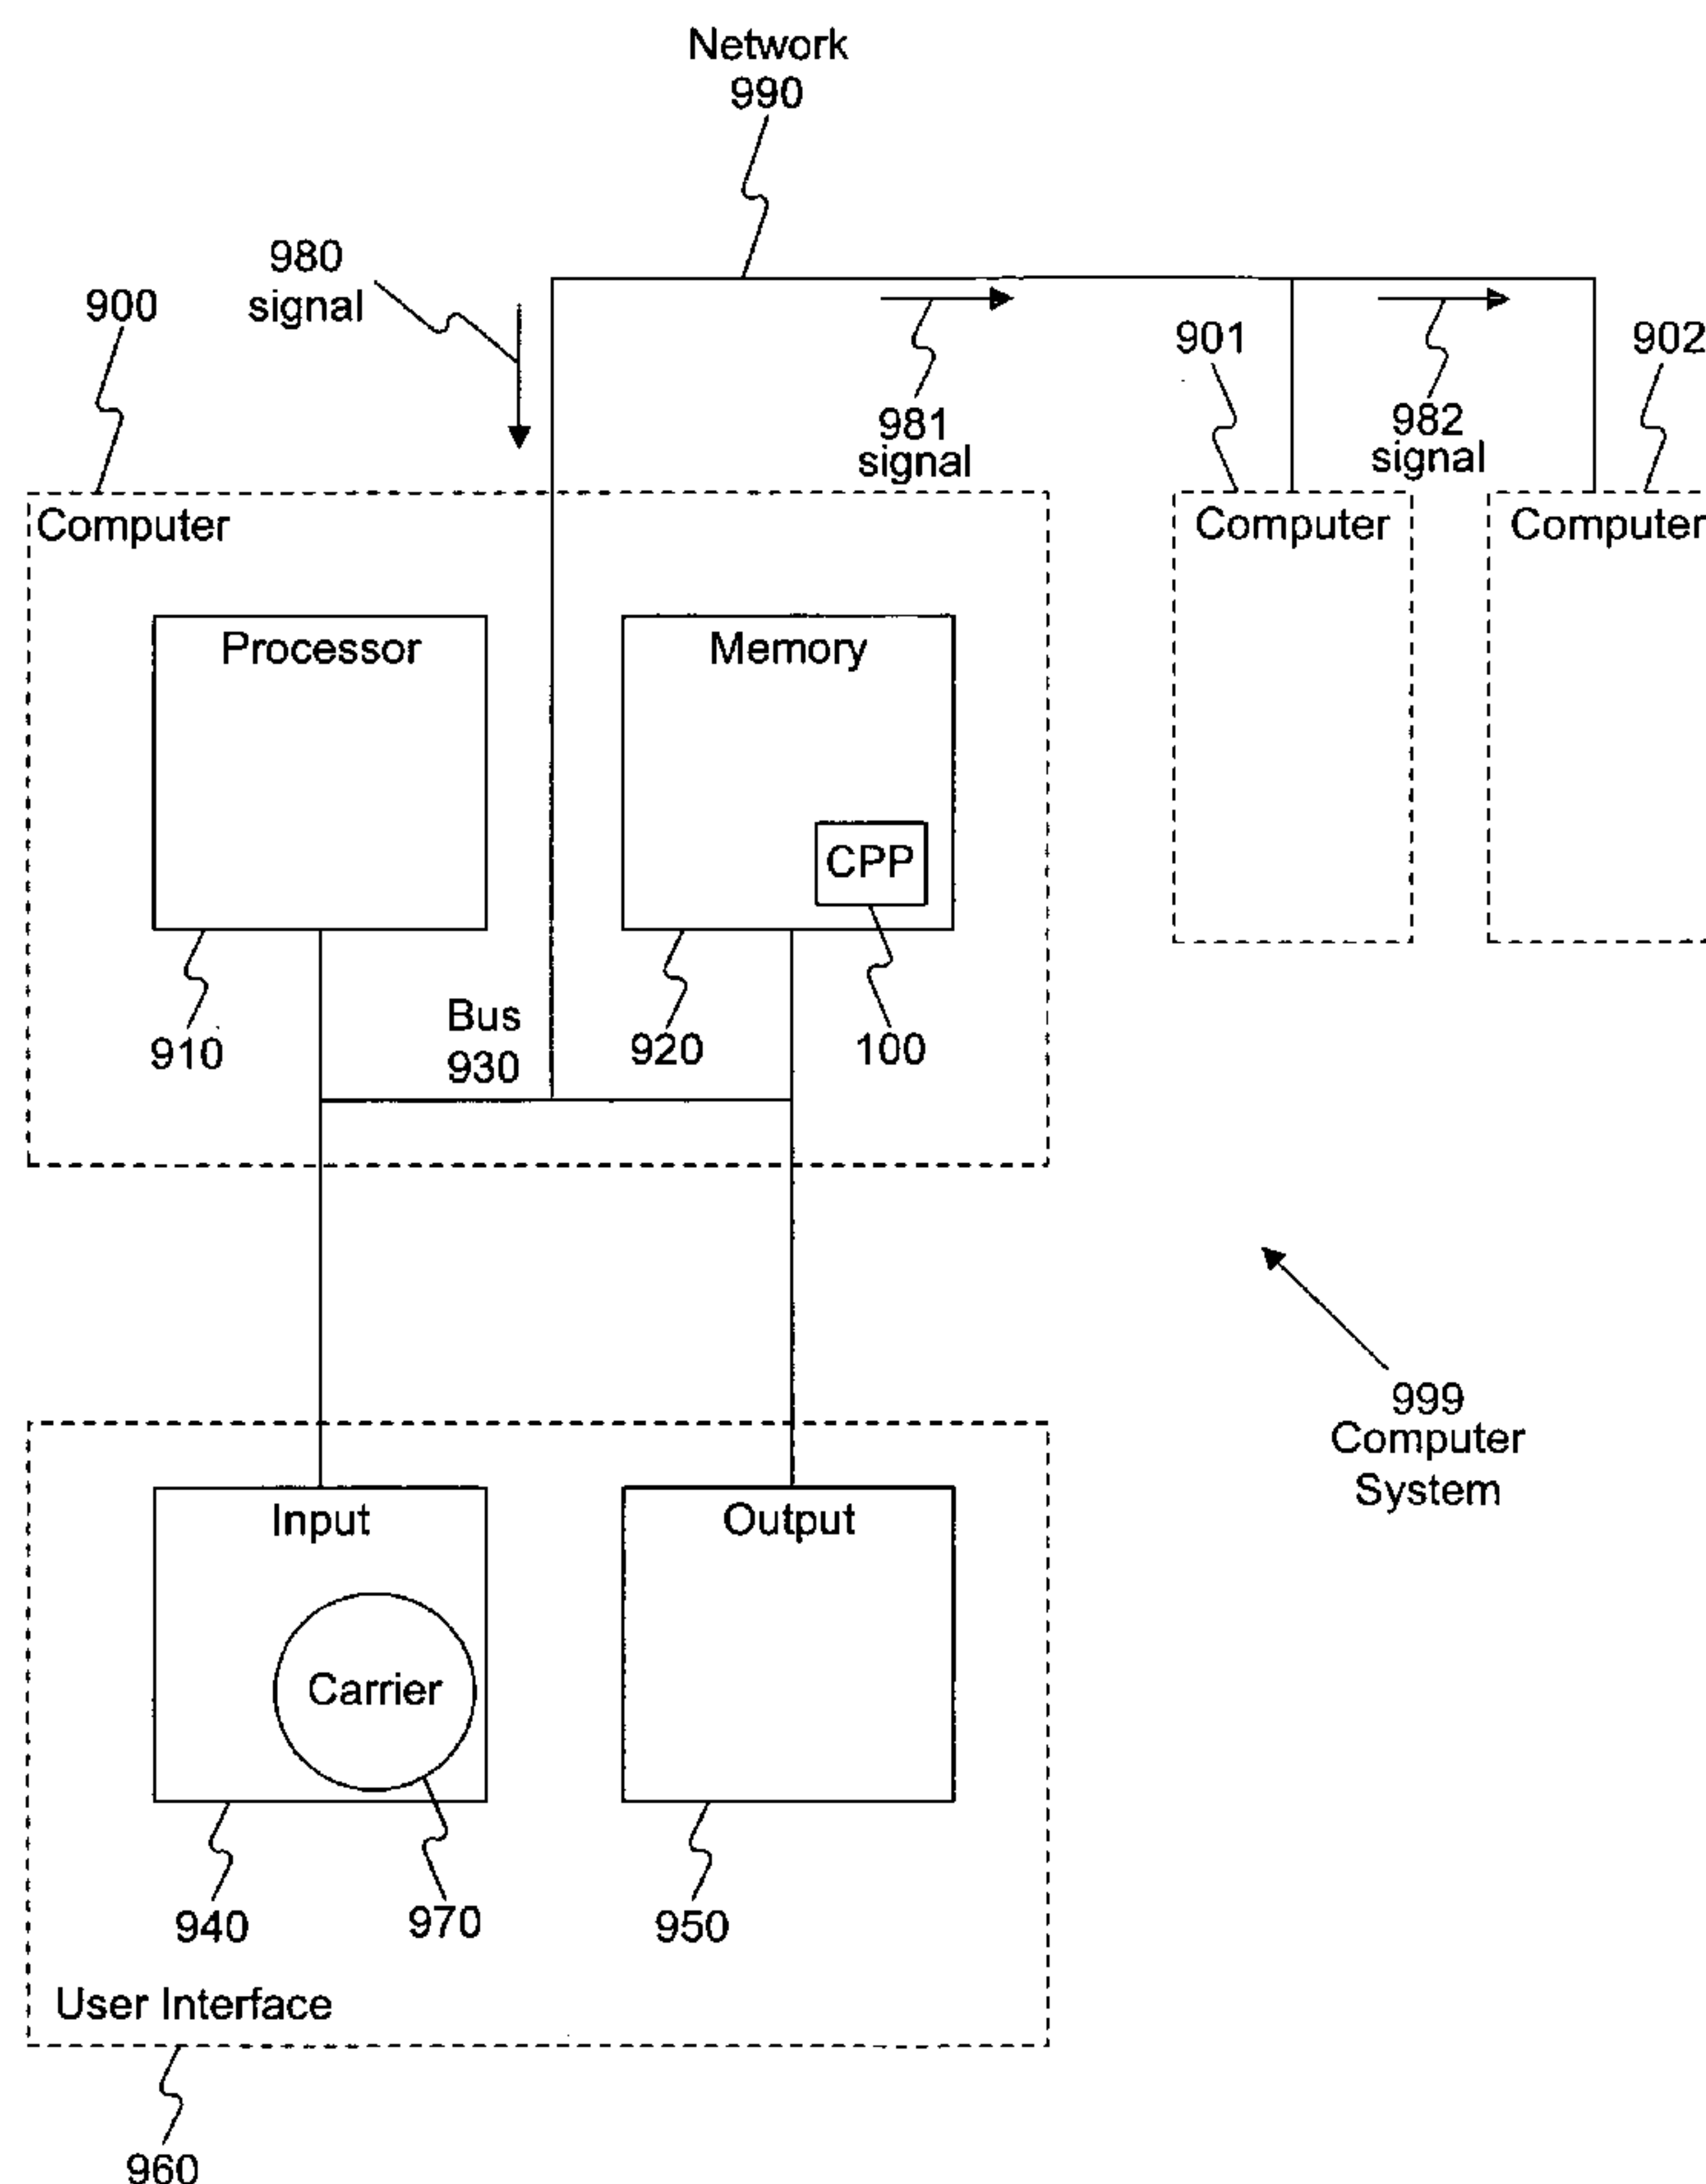 Network
990
980
signal
900
901
902
981
signal
982
signal
Computer
Computer
Computer
Processor
Memory
CPP
Bus
930
910
920
100
999
Computer
System
Input
Output
Carrier
940
970
950
User Interface
960